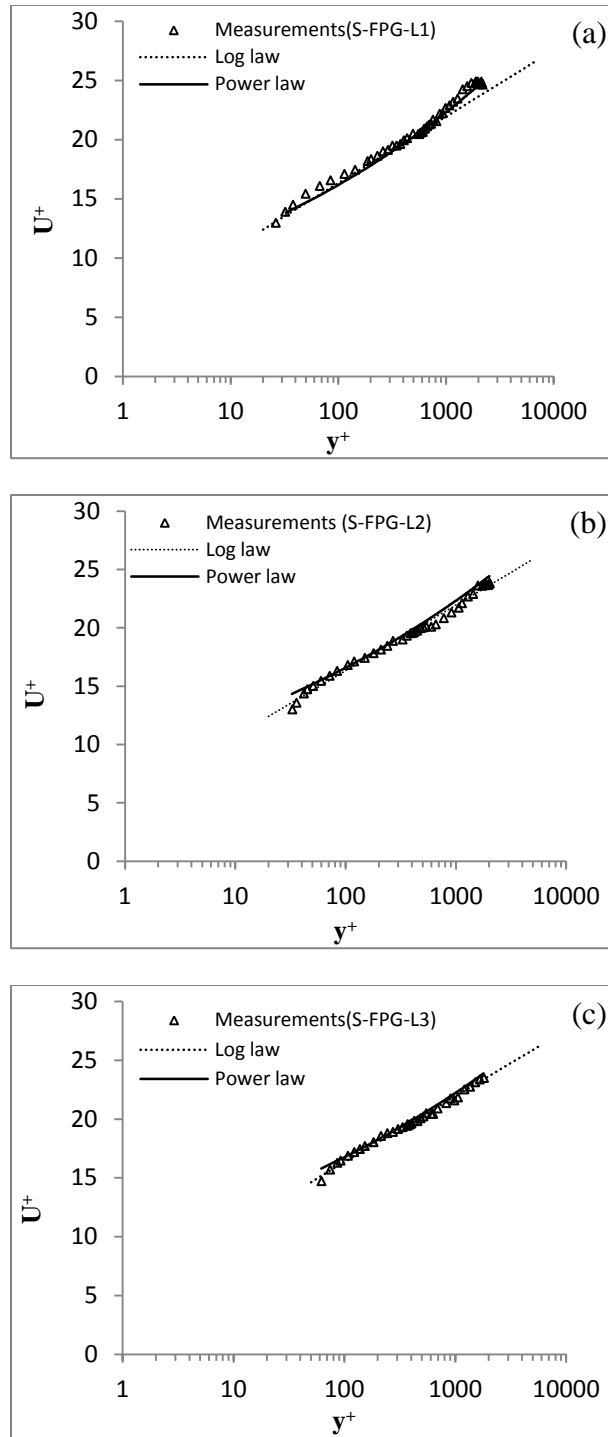 (a)
Measurements(S-FPG-L1)
Log law
Power law
30
25
20
15
10
5
0
U+
1 10 100 1000 10000
y+
(b)
Measurements (S-FPG-L2)
Log law
Power law
30
25
20
15
10
5
0
U+
1 10 100 1000 10000
y+
(c)
Measurements(S-FPG-L3)
Log law
Power law
30
25
20
15
10
5
0
U+
1 10 100 1000 10000
y+